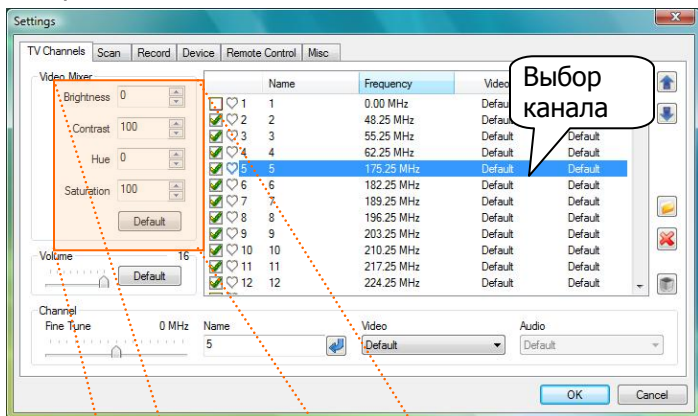 Settings
TV Channels Scan Record Device Remote Control Misc
Video Mixer
Brightness 0
Contrast 100
Hue 0
Saturation 100
Default
Volume 16
Default
Name Frequency Video
1 1 0.00 MHz Default
2 2 48.25 MHz Default
3 3 55.25 MHz Default Default
4 4 62.25 MHz Default Default
5 5 175.25 MHz Default Default
6 6 182.25 MHz Default Default
7 7 189.25 MHz Default Default
8 8 196.25 MHz Default Default
9 9 203.25 MHz Default Default
10 10 210.25 MHz Default Default
11 11 217.25 MHz Default Default
12 12 224.25 MHz Default Default
Выбор
канала
Channel
Fine Tune 0 MHz Name Video Audio
5 Default Default
OK Cancel